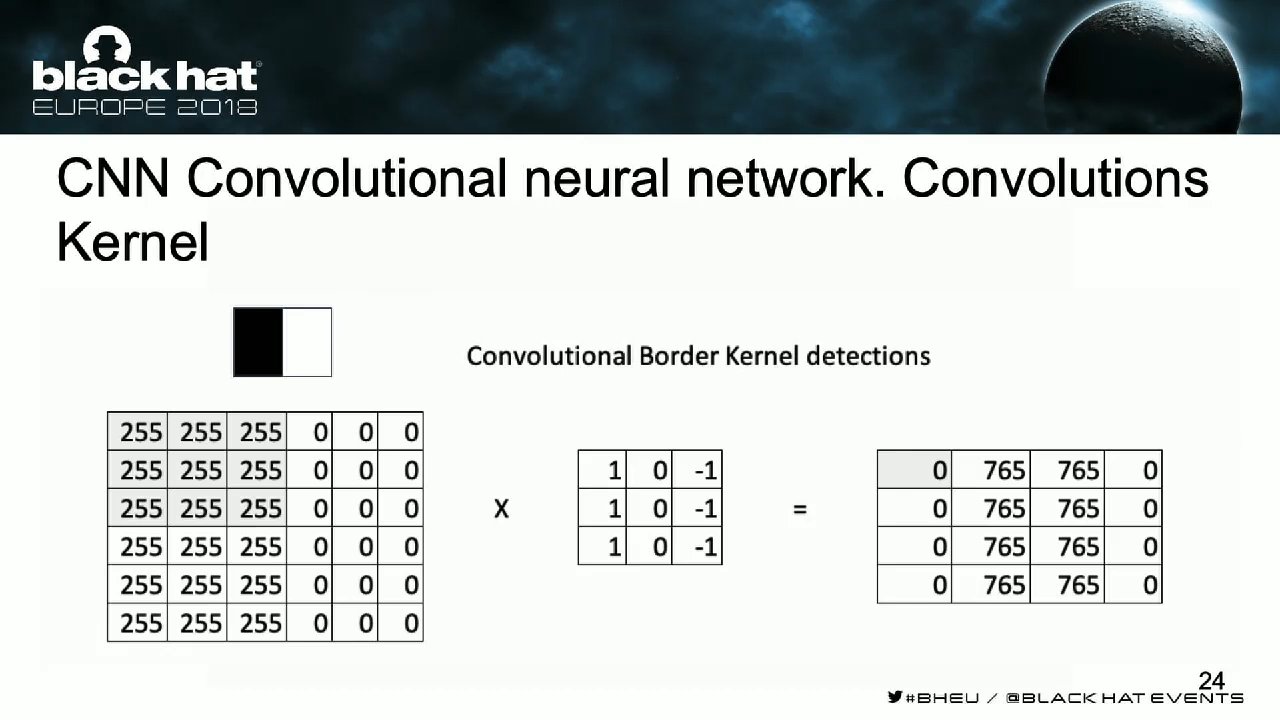 black hat
EUROPE 2018
CNN Convolutional neural network. Convolutions
Kernel
Convolutional Border Kernel detections
255 255 255 0 0 0
255 255 255 0 0 0
255 255 255 0 0 0
255 255 255 0 0 0
255 255 255 0 0 0
255 255 255 0 0 0
X
1 0 -1
1 0 -1
1 0 -1
=
0 765 765 0
0 765 765 0
0 765 765 0
0 765 765 0
24
#BHEU / @BLACK HAT EVENTS